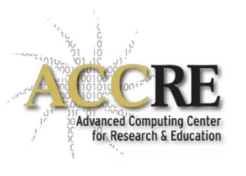 ACCRE
Advanced Computing Center
for Research & Education